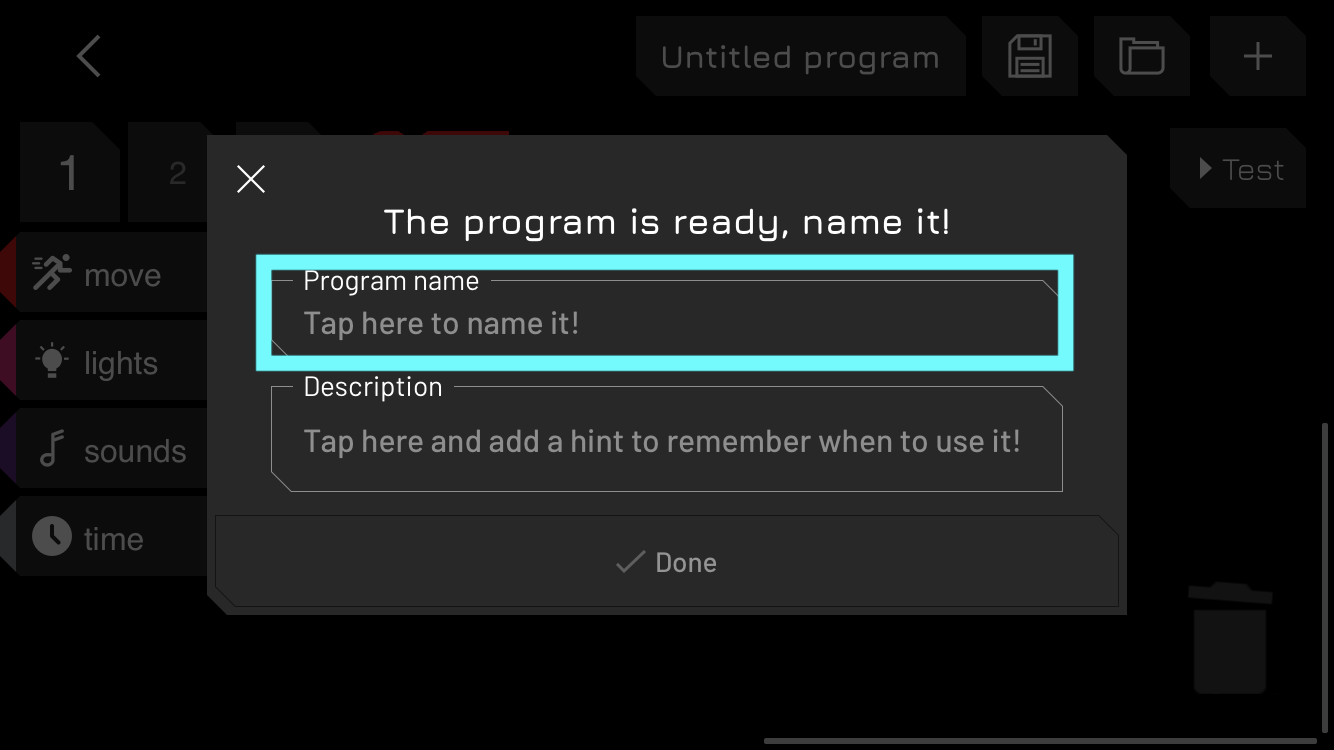 Untitled program
1
2
Test
The program is ready, name it!
Program name
Tap here to name it!
Description
Tap here and add a hint to remember when to use it!
Done
move
lights
sounds
time